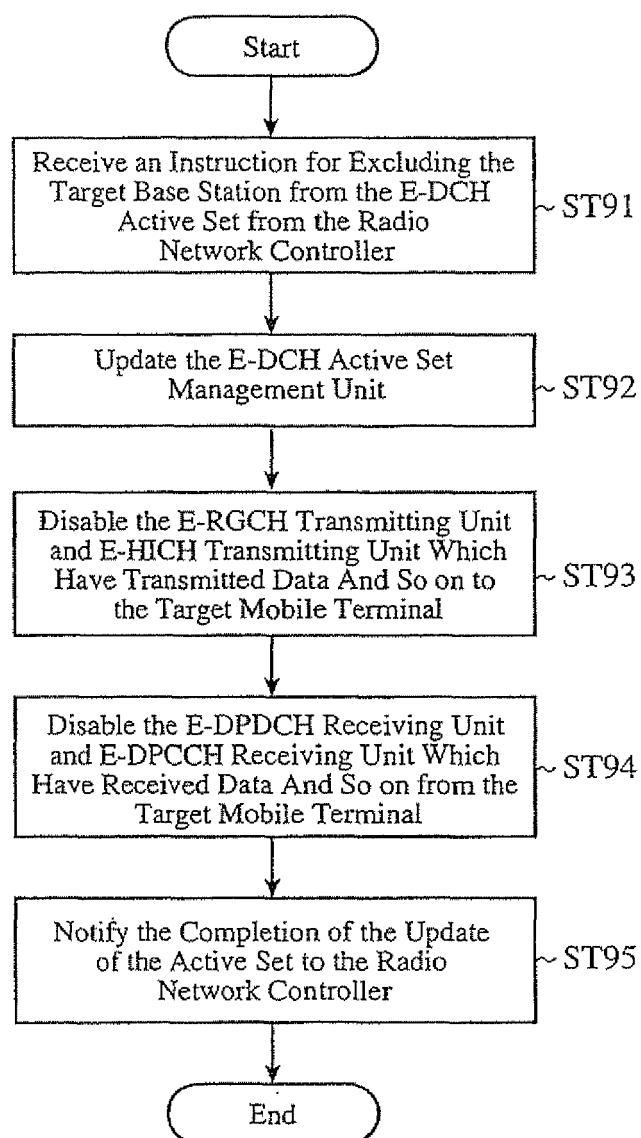 Start
Receive an Instruction for Excluding the
Target Base Station from the E-DCH
Active Set from the Radio
Network Controller
~ ST91
Update the E-DCH Active Set
Management Unit
~ ST92
Disable the E-RGCH Transmitting Unit
and E-HICH Transmitting Unit Which
Have Transmitted Data And So on to
the Target Mobile Terminal
~ ST93
Disable the E-DPDCH Receiving Unit
and E-DPCCH Receiving Unit Which
Have Received Data And So on from the
Target Mobile Terminal
~ ST94
Notify the Completion of the Update
of the Active Set to the Radio
Network Controller
~ ST95
End